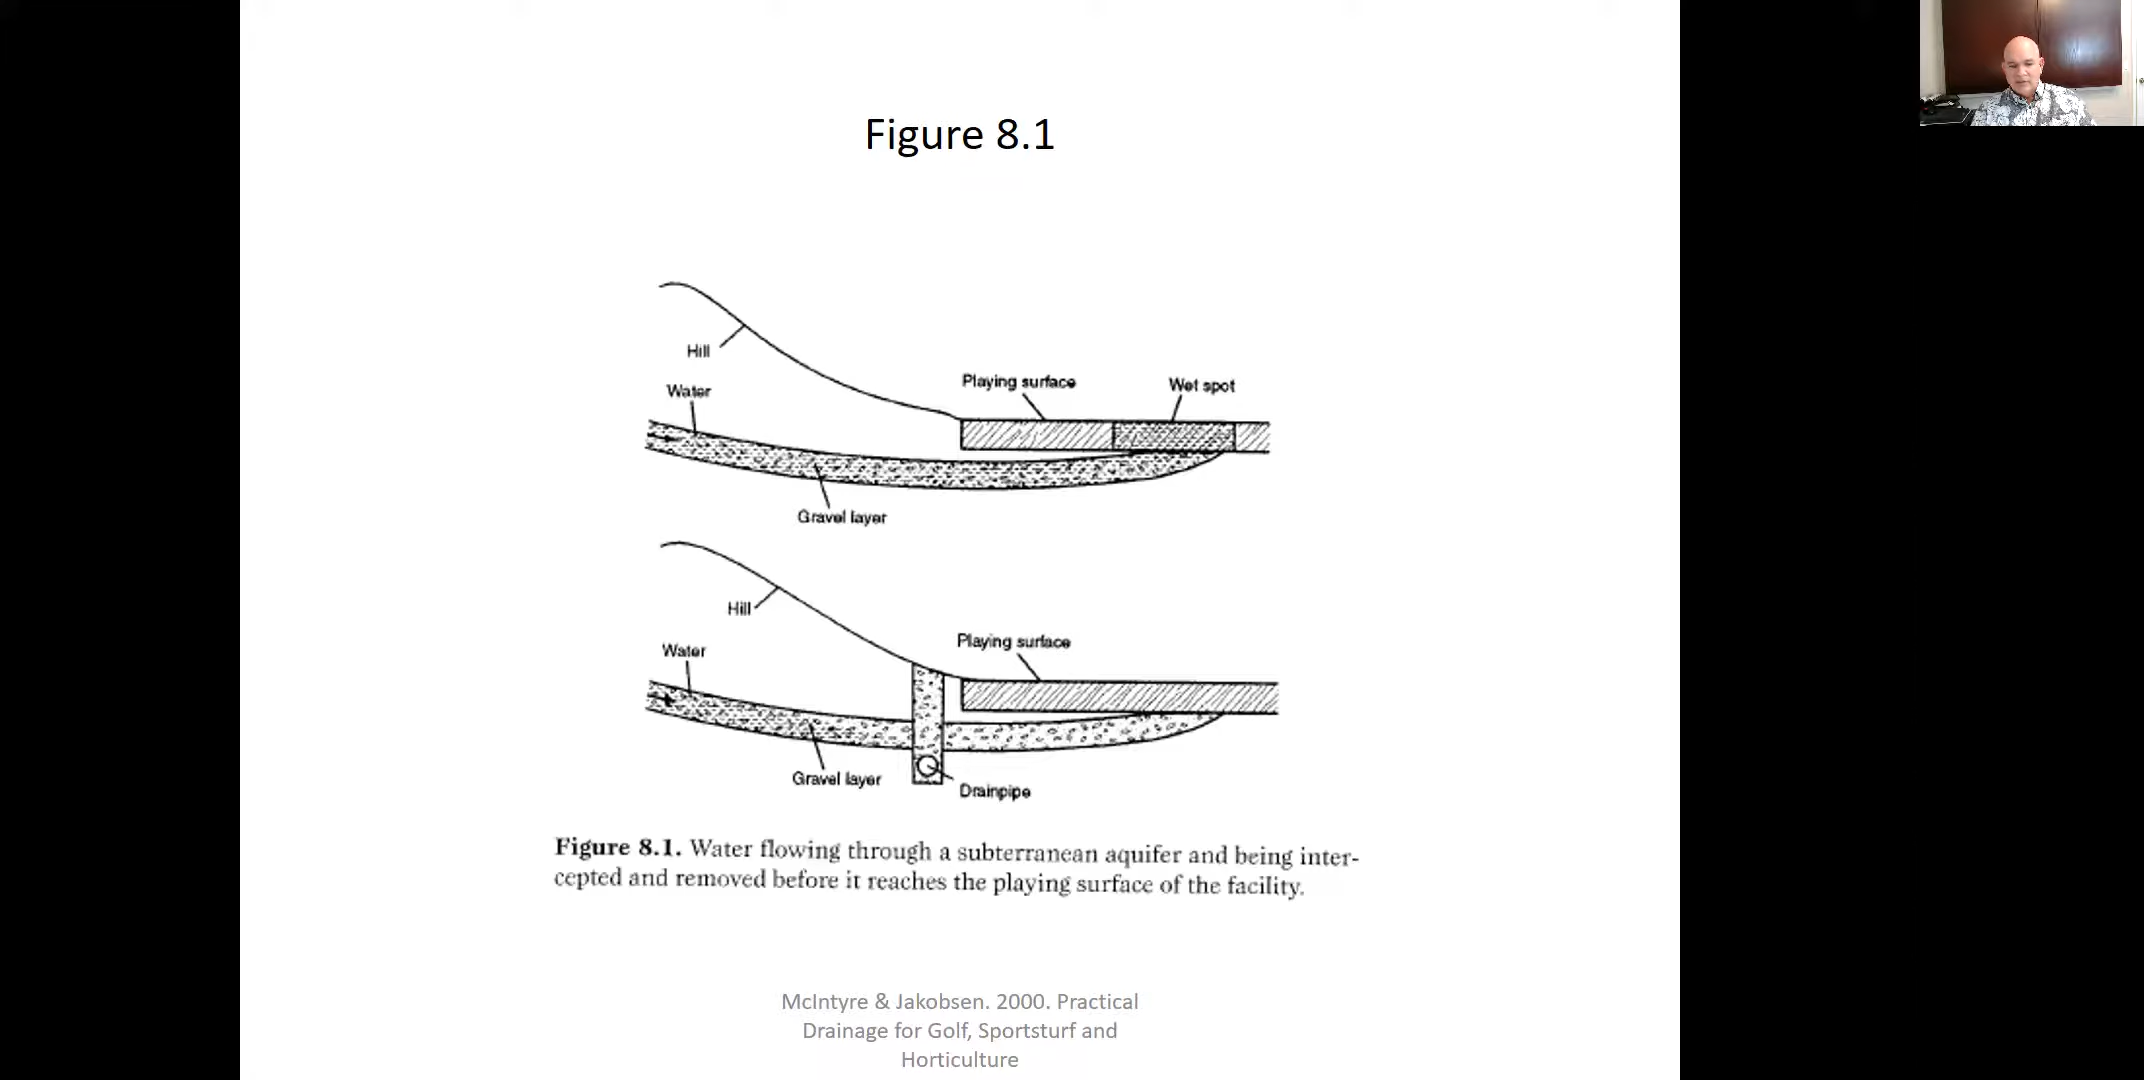 Figure 8.1
Hill
Water
Playing surface
Wet spot
Gravel layer
Hill
Water
Playing surface
Gravel layer
Drainpipe
Figure 8.1. Water flowing through a subterranean aquifer and being inter-
cepted and removed before it reaches the playing surface of the facility.
McIntyre & Jakobsen. 2000. Practical
Drainage for Golf, Sportsturf and
Horticulture